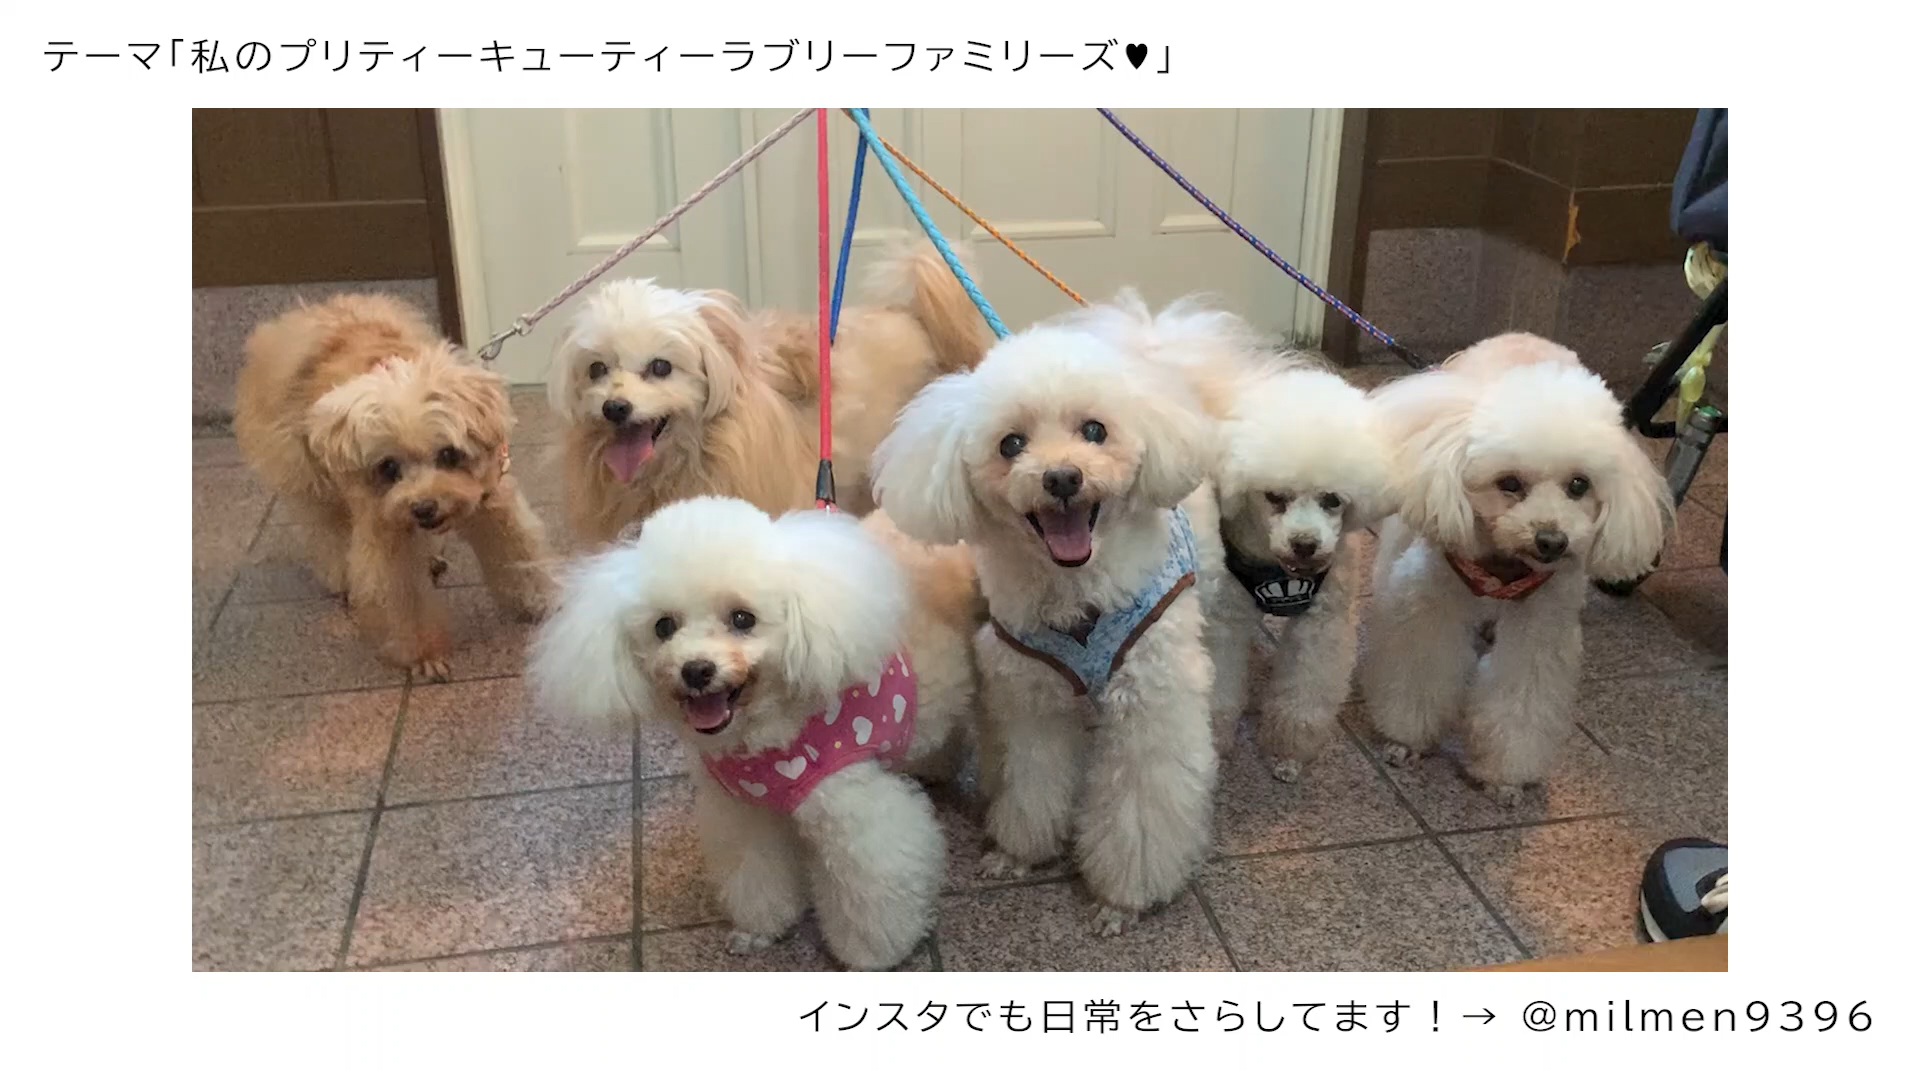 テーマ「私のプリティーキューティーラブリーファミリーズ♥」
インスタでも日常をさらしてます！→ @milmen9396